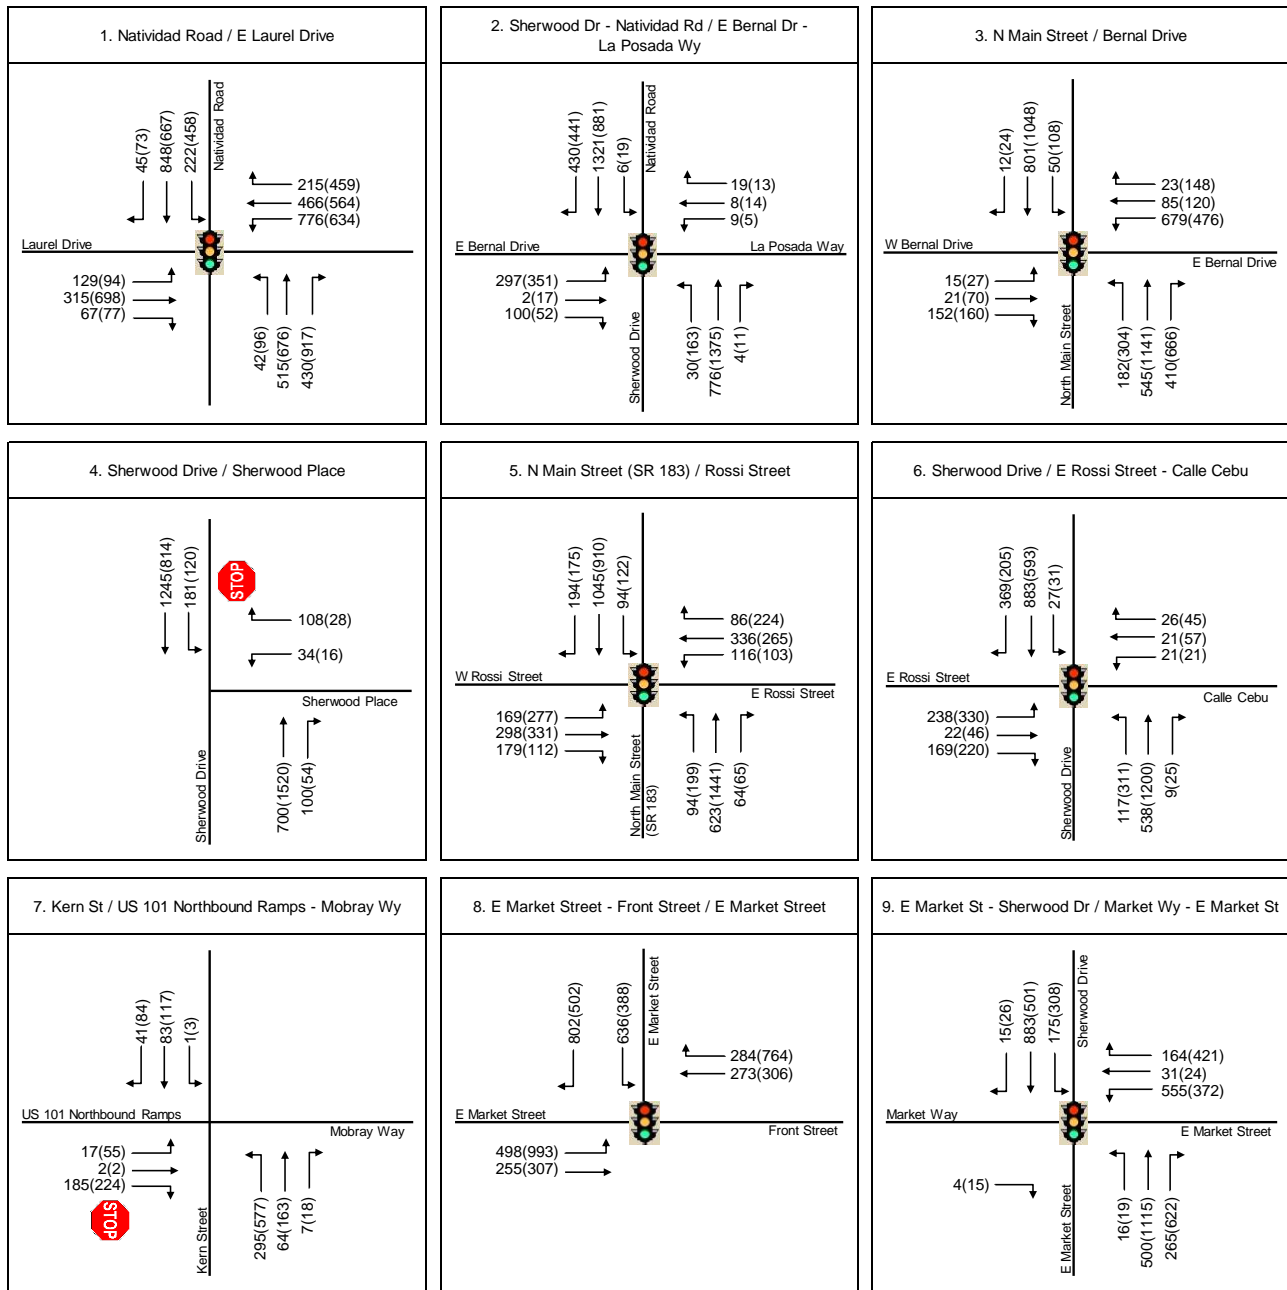 1. Natividad Road / E Laurel Drive
45(73)
848(667)
222(458)
Natividad Road
215(459)
466(564)
776(634)
Laurel Drive
129(94)
315(698)
67(77)
42(96)
515(676)
430(917)
2. Sherwood Dr - Natividad Rd / E Bernal Dr -
La Posada Wy
430(441)
1321(881)
6(19)
Natividad Road
19(13)
8(14)
9(5)
E Bernal Drive
La Posada Way
297(351)
2(17)
100(52)
Sherwood Drive
30(163)
776(1375)
4(11)
3. N Main Street / Bernal Drive
12(24)
801(1048)
50(108)
23(148)
85(120)
679(476)
W Bernal Drive
E Bernal Drive
15(27)
21(70)
152(160)
North Main Street
182(304)
545(1141)
410(666)
4. Sherwood Drive / Sherwood Place
1245(814)
181(120)
STOP
108(28)
34(16)
Sherwood Place
Sherwood Drive
700(1520)
100(54)
5. N Main Street (SR 183) / Rossi Street
194(175)
1045(910)
94(122)
86(224)
336(265)
116(103)
W Rossi Street
E Rossi Street
169(277)
298(331)
179(112)
North Main Street
(SR 183)
94(199)
623(1441)
64(65)
6. Sherwood Drive / E Rossi Street - Calle Cebu
369(205)
883(593)
27(31)
26(45)
21(57)
21(21)
E Rossi Street
Calle Cebu
238(330)
22(46)
169(220)
Sherwood Drive
117(311)
538(1200)
9(25)
7. Kern St / US 101 Northbound Ramps - Mobray Wy
41(84)
83(117)
1(3)
US 101 Northbound Ramps
Mobray Way
17(55)
2(2)
185(224)
STOP
Kern Street
295(577)
64(163)
7(18)
8. E Market Street - Front Street / E Market Street
802(502)
636(388)
E Market Street
284(764)
273(306)
E Market Street
Front Street
498(993)
255(307)
9. E Market St - Sherwood Dr / Market Wy - E Market St
15(26)
883(501)
175(308)
Sherwood Drive
164(421)
31(24)
555(372)
Market Way
E Market Street
4(15)
E Market Street
16(19)
500(1115)
265(622)